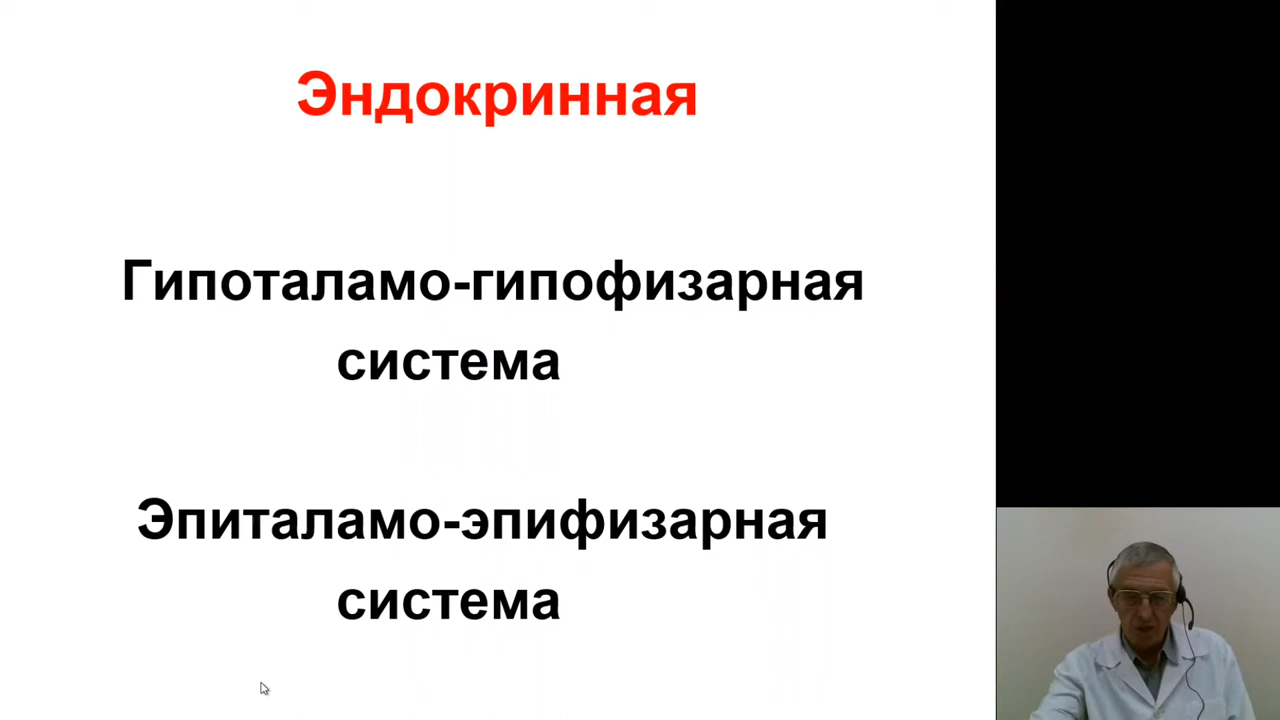 Эндокринная
Гипоталамо-гипофизарная
система
Эпиталамо-эпифизарная
система